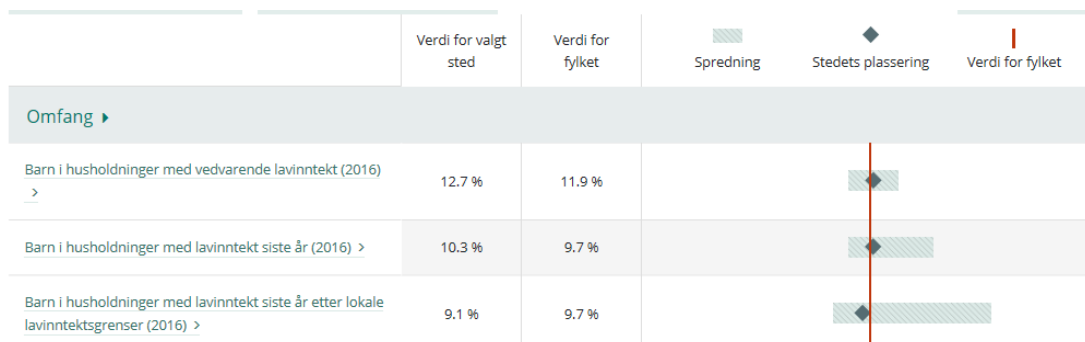 Verdi for valgt sted
Verdi for fylket
Spredning
Stedets plassering
Verdi for fylket
Omfang
Barn i husholdninger med vedvarende lavinntekt (2016) >
12.7 %
11.9 %
Barn i husholdninger med lavinntekt siste år (2016) >
10.3 %
9.7 %
Barn i husholdninger med lavinntekt siste år etter lokale
lavinntektsgrenser (2016) >
9.1 %
9.7 %